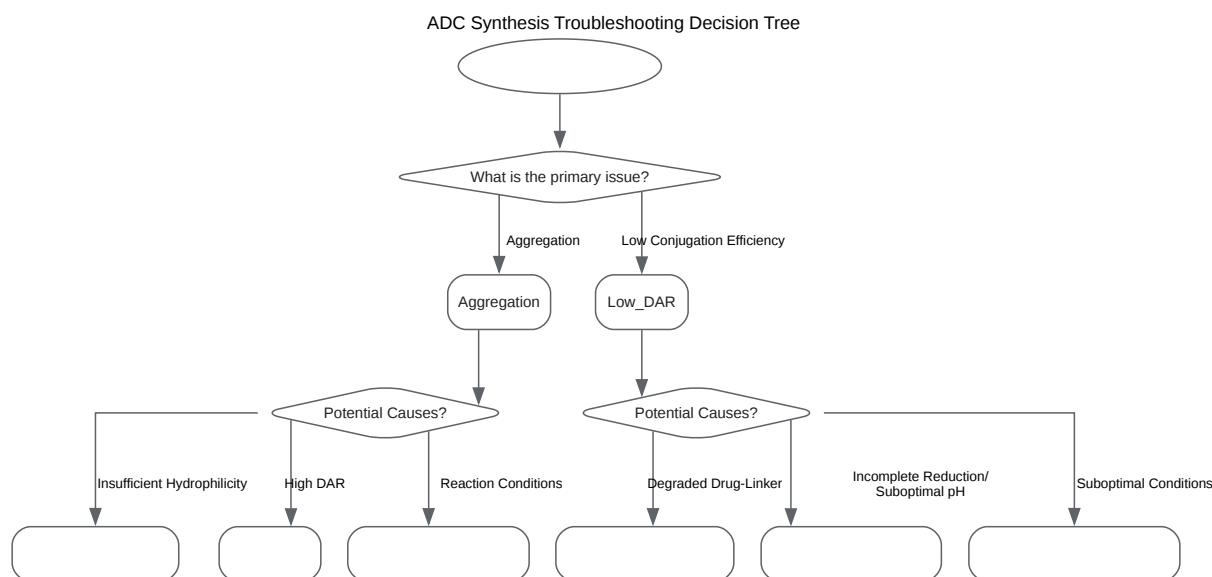 ADC Synthesis Troubleshooting Decision Tree
What is the primary issue?
Aggregation
Low Conjugation Efficiency
Aggregation
Low_DAR
Potential Causes?
Potential Causes?
Insufficient Hydrophilicity
High DAR
Reaction Conditions
Degraded Drug-Linker
Incomplete Reduction/
Suboptimal pH
Suboptimal Conditions